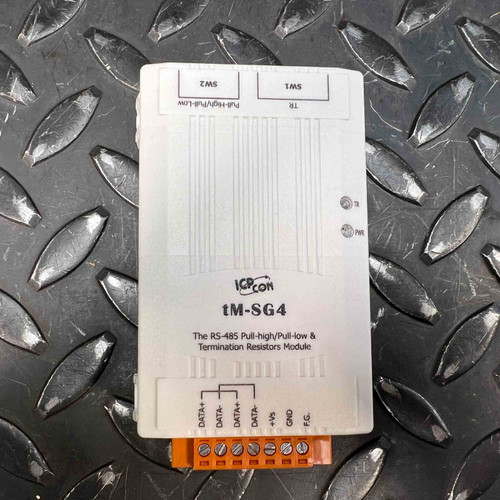 SW2
SW1
Pull-High/Pull-Low
TR
TR
PWR
ICP CON
tM-SG4
The RS-485 Pull-high/Pull-low &
Termination Resistors Module
DATA+
DATA-
DATA+
DATA-
+Vs
GND
F.G.